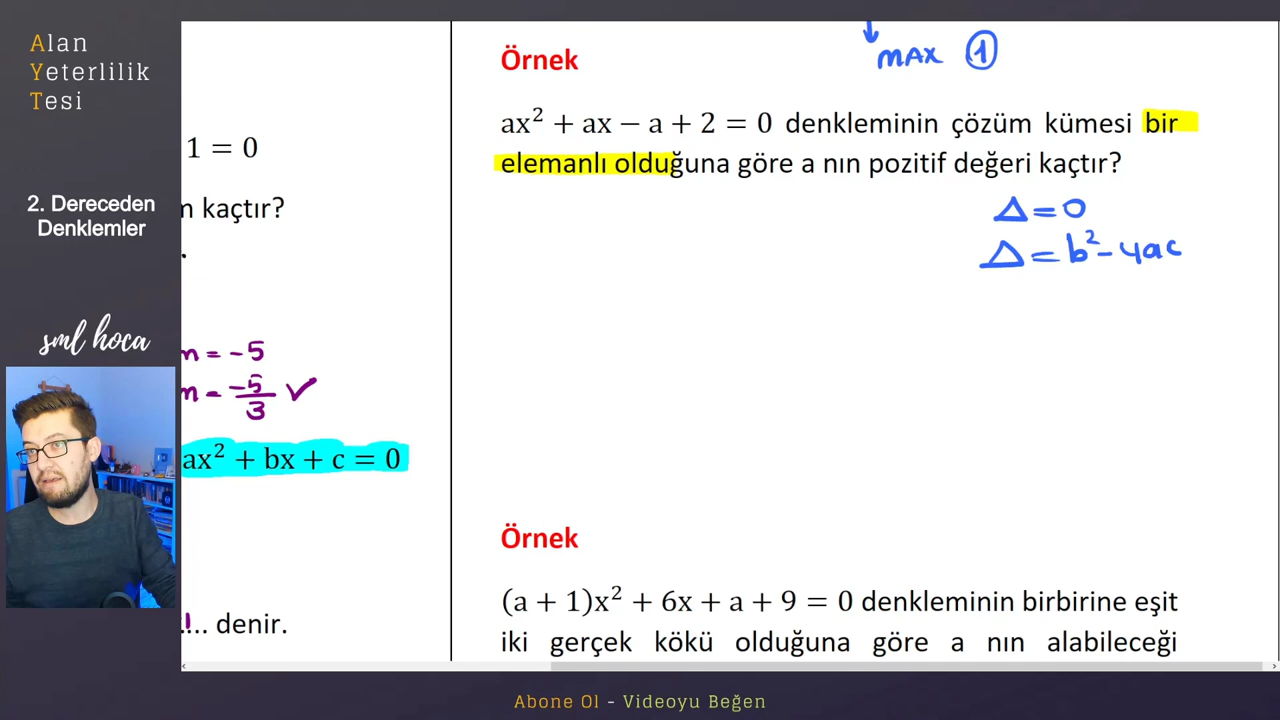 Alan
Yeterlilik
Tesi
2. Dereceden
Denklemler
sml hoca
1 = 0
m kaçtır?
m = -5
m = -5/3 ✓
ax² + bx + c = 0
.... denir.
MAX 1
Örnek
ax² + ax − a + 2 = 0 denkleminin çözüm kümesi bir
elemanlı olduğuna göre a nın pozitif değeri kaçtır?
Δ = 0
Δ = b² - 4ac
Örnek
(a + 1)x² + 6x + a + 9 = 0 denkleminin birbirine eşit
iki gerçek kökü olduğuna göre a nın alabileceği
Abone Ol - Videoyu Beğen